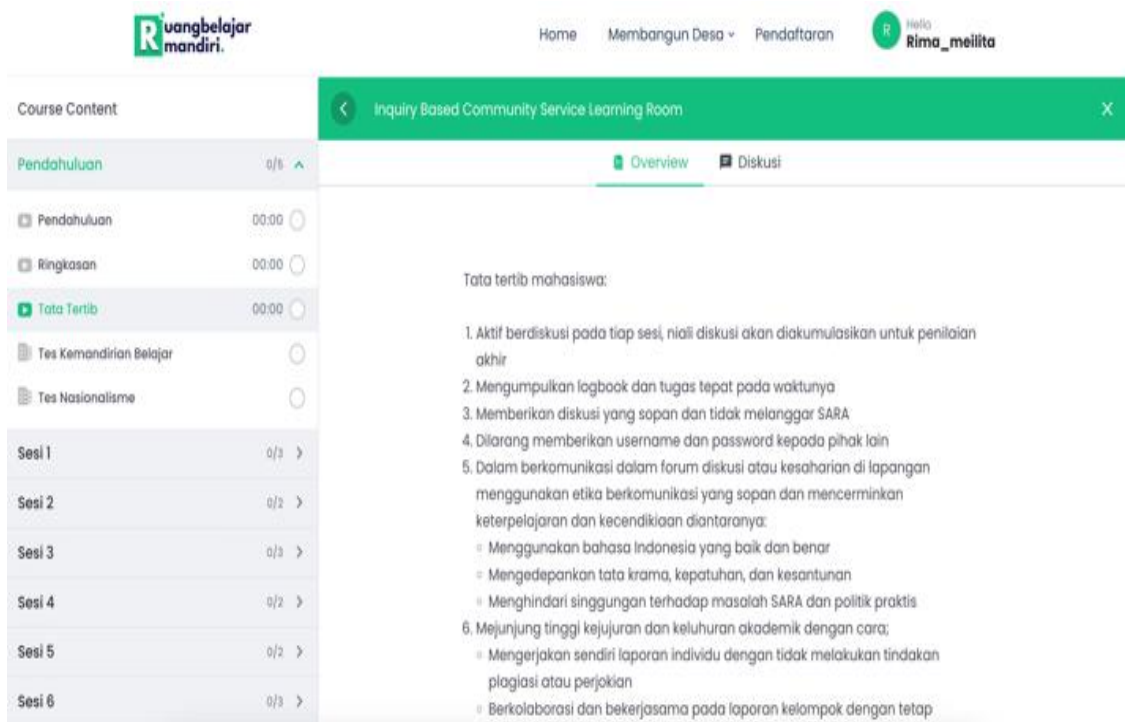 Ruangbelajar
mandiri.
Home Membangun Desa Pendaftaran
R
Hello
Rima_meilita
Course Content
Pendahuluan 0/5
Pendahuluan 00:00
Ringkasan 00:00
Tata Tertib 00:00
Tes Kemandirian Belajar
Tes Nasionalisme
Sesi 1 0/3
Sesi 2 0/2
Sesi 3 0/3
Sesi 4 0/2
Sesi 5 0/2
Sesi 6 0/3
Inquiry Based Community Service Learning Room X
Overview Diskusi
Tata tertib mahasiswa:
1. Aktif berdiskusi pada tiap sesi, niali diskusi akan diakumulasikan untuk penilaian
akhir
2. Mengumpulkan logbook dan tugas tepat pada waktunya
3. Memberikan diskusi yang sopan dan tidak melanggar SARA
4. Dilarang memberikan username dan password kepada pihak lain
5. Dalam berkomunikasi dalam forum diskusi atau kesaharian di lapangan
menggunakan etika berkomunikasi yang sopan dan mencerminkan
keterpelajaran dan kecendikiaan diantaranya:
Menggunakan bahasa Indonesia yang baik dan benar
Mengedepankan tata krama, kepatuhan, dan kesantunan
Menghindari singgungan terhadap masalah SARA dan politik praktis
6. Mejunjung tinggi kejujuran dan keluhuran akademik dengan cara;
Mengerjakan sendiri laporan individu dengan tidak melakukan tindakan
plagiasi atau perjokian
Berkolaborasi dan bekerjasama pada laporan kelompok dengan tetap